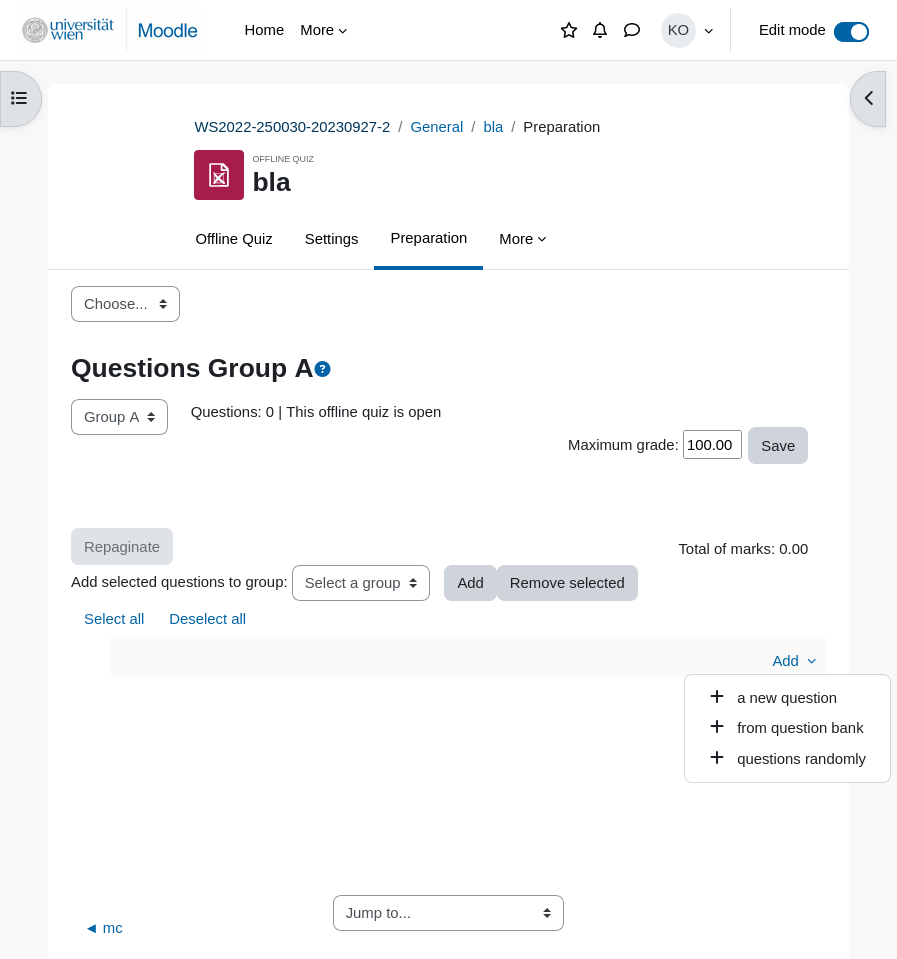 universität
wien
Moodle
Home
More
KO
Edit mode
WS2022-250030-20230927-2 / General / bla / Preparation
OFFLINE QUIZ
bla
Offline Quiz
Settings
Preparation
More
Choose...
Questions Group A?
Group A
Questions: 0 | This offline quiz is open
Maximum grade: 100.00 Save
Repaginate
Total of marks: 0.00
Add selected questions to group: Select a group Add Remove selected
Select all Deselect all
Add
a new question
from question bank
questions randomly
Jump to...
◄ mc